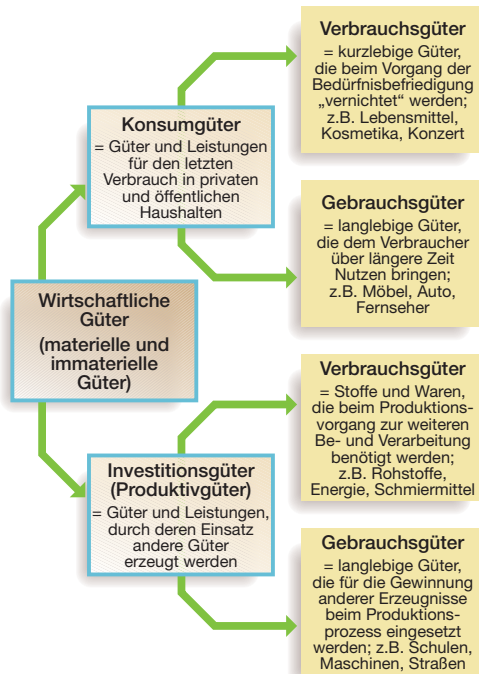 Verbrauchsgüter
= kurzlebige Güter,
die beim Vorgang der
Bedürfnisbefriedigung
„vernichtet“ werden;
z.B. Lebensmittel,
Kosmetika, Konzert
Konsumgüter
= Güter und Leistungen
für den letzten
Verbrauch in privaten
und öffentlichen
Haushalten
Gebrauchsgüter
= langlebige Güter,
die dem Verbraucher
über längere Zeit
Nutzen bringen;
z.B. Möbel, Auto,
Fernseher
Wirtschaftliche
Güter
(materielle und
immaterielle
Güter)
Verbrauchsgüter
= Stoffe und Waren,
die beim Produktions-
vorgang zur weiteren
Be- und Verarbeitung
benötigt werden;
z.B. Rohstoffe,
Energie, Schmiermittel
Investitionsgüter
(Produktivgüter)
= Güter und Leistungen,
durch deren Einsatz
andere Güter
erzeugt werden
Gebrauchsgüter
= langlebige Güter,
die für die Gewinnung
anderer Erzeugnisse
beim Produktions-
prozess eingesetzt
werden; z.B. Schulen,
Maschinen, Straßen